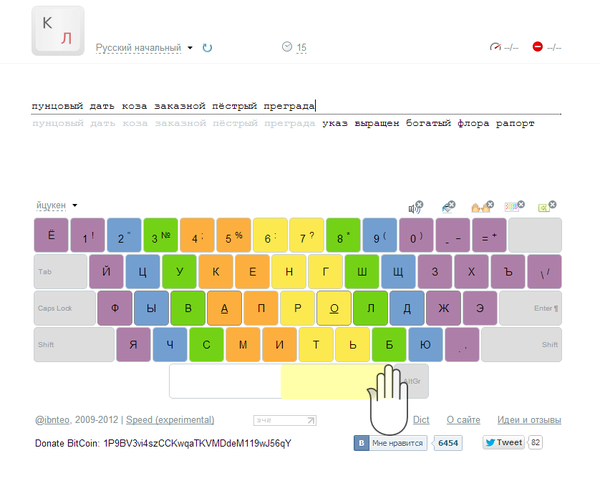 К
Л
Русский начальный 15 --/-- --/--
пунцовый дать коза заказной пёстрый преграда
пунцовый дать коза заказной пёстрый преграда указ выращен богатый флора рапорт
йцукен
Ё 1 ! 2 " 3 № 4 ; 5 % 6 : 7 ? 8 * 9 ( 0 ) - _ = +
Tab Й Ц У К Е Н Г Ш Щ З Х Ъ \ /
Caps Lock Ф Ы В А П Р О Л Д Ж Э Enter ¶
Shift Я Ч С М И Т Ь Б Ю . , Shift
AltGr
@ibnteo, 2009-2012 | Speed (experimental) Dict О сайте Идеи и отзывы
Donate BitCoin: 1P9BV3vi4szCCKwqaTKVMDdeM119wJ56qY В Мне нравится 6454 Tweet 82